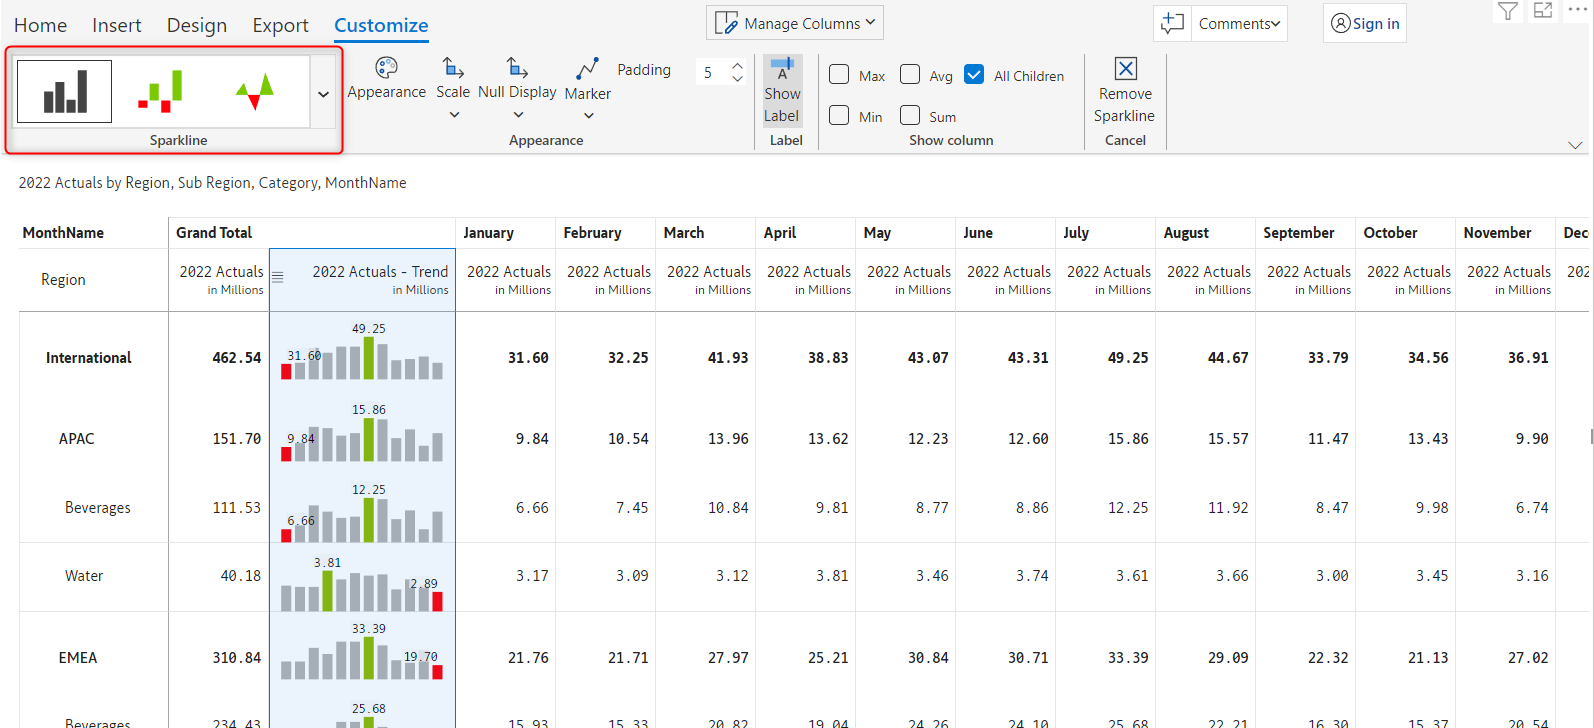 Home Insert Design Export Customize
Manage Columns
Comments
Sign in
Sparkline
Appearance
Scale
Null Display
Marker
Padding 5
Appearance
Show Label
Label
Max Avg All Children
Min Sum
Show column
Remove Sparkline
Cancel
2022 Actuals by Region, Sub Region, Category, MonthName
MonthName Grand Total January February March April May June July August September October November Dec
Region 2022 Actuals 2022 Actuals - Trend 2022 Actuals 2022 Actuals 2022 Actuals 2022 Actuals 2022 Actuals 2022 Actuals 2022 Actuals 2022 Actuals 2022 Actuals 2022 Actuals 2022 Actuals 202
in Millions in Millions in Millions in Millions in Millions in Millions in Millions in Millions in Millions in Millions in Millions in Millions in Millions
49.25
International 462.54 31.60 31.60 32.25 41.93 38.83 43.07 43.31 49.25 44.67 33.79 34.56 36.91
15.86
APAC 151.70 9.84 9.84 10.54 13.96 13.62 12.23 12.60 15.86 15.57 11.47 13.43 9.90
12.25
Beverages 111.53 6.66 6.66 7.45 10.84 9.81 8.77 8.86 12.25 11.92 8.47 9.98 6.74
3.81
Water 40.18 2.89 3.17 3.09 3.12 3.81 3.46 3.74 3.61 3.66 3.00 3.45 3.16
33.39
EMEA 310.84 19.70 21.76 21.71 27.97 25.21 30.84 30.71 33.39 29.09 22.32 21.13 27.02
25.68
Beverages 234.43 15.93 15.33 20.82 19.04 24.26 24.10 25.68 22.21 16.30 15.37 20.54